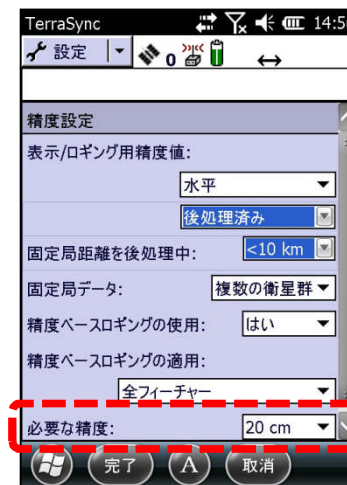 TerraSync 14:5
設定 0
精度設定
表示/ロギング用精度値:
水平
後処理済み
固定局距離を後処理中: <10 km
固定局データ: 複数の衛星群
精度ベースロギングの使用: はい
精度ベースロギングの適用:
全フィーチャー
必要な精度: 20 cm
完了 A 取消